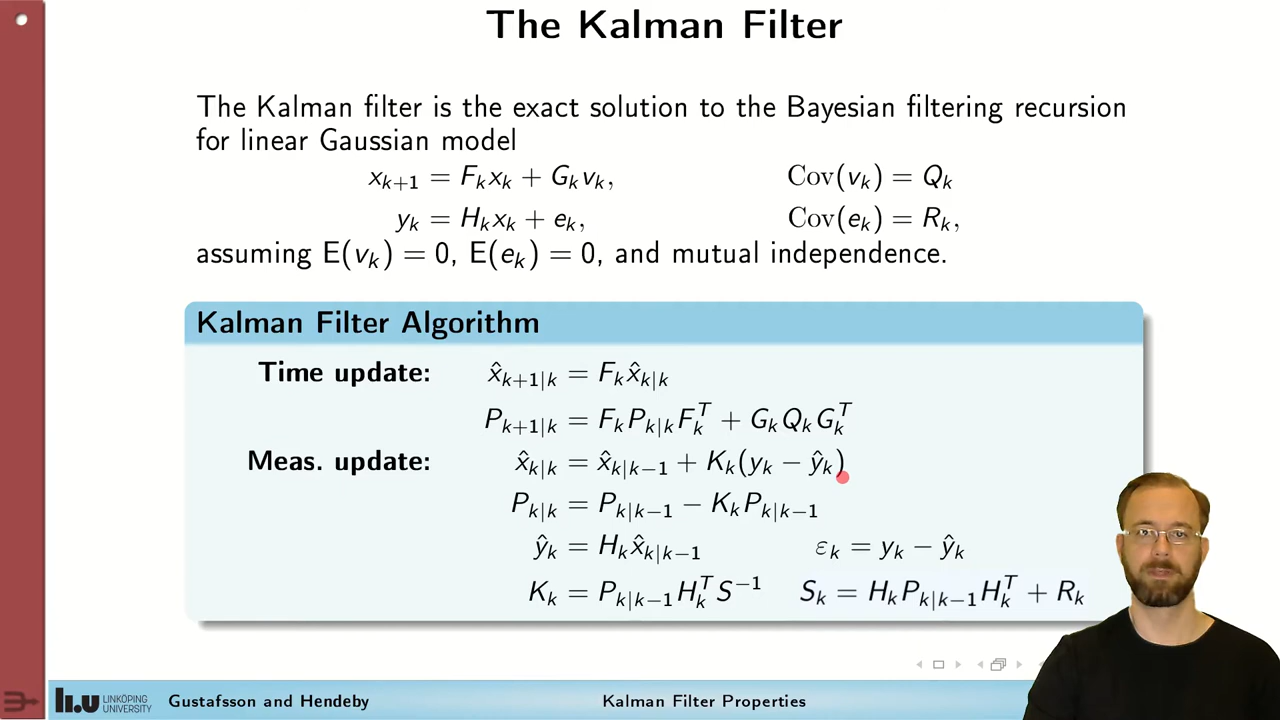 The Kalman Filter
The Kalman filter is the exact solution to the Bayesian filtering recursion
for linear Gaussian model
x_{k+1} = F_k x_k + G_k v_k, Cov(v_k) = Q_k
y_k = H_k x_k + e_k, Cov(e_k) = R_k,
assuming E(v_k) = 0, E(e_k) = 0, and mutual independence.
Kalman Filter Algorithm
Time update: x̂_{k+1|k} = F_k x̂_{k|k}
P_{k+1|k} = F_k P_{k|k} F_k^T + G_k Q_k G_k^T
Meas. update: x̂_{k|k} = x̂_{k|k−1} + K_k(y_k − ŷ_k)
P_{k|k} = P_{k|k−1} − K_k P_{k|k−1}
ŷ_k = H_k x̂_{k|k−1} ε_k = y_k − ŷ_k
K_k = P_{k|k−1} H_k^T S^{−1} S_k = H_k P_{k|k−1} H_k^T + R_k
li.u LINKÖPING UNIVERSITY Gustafsson and Hendeby Kalman Filter Properties